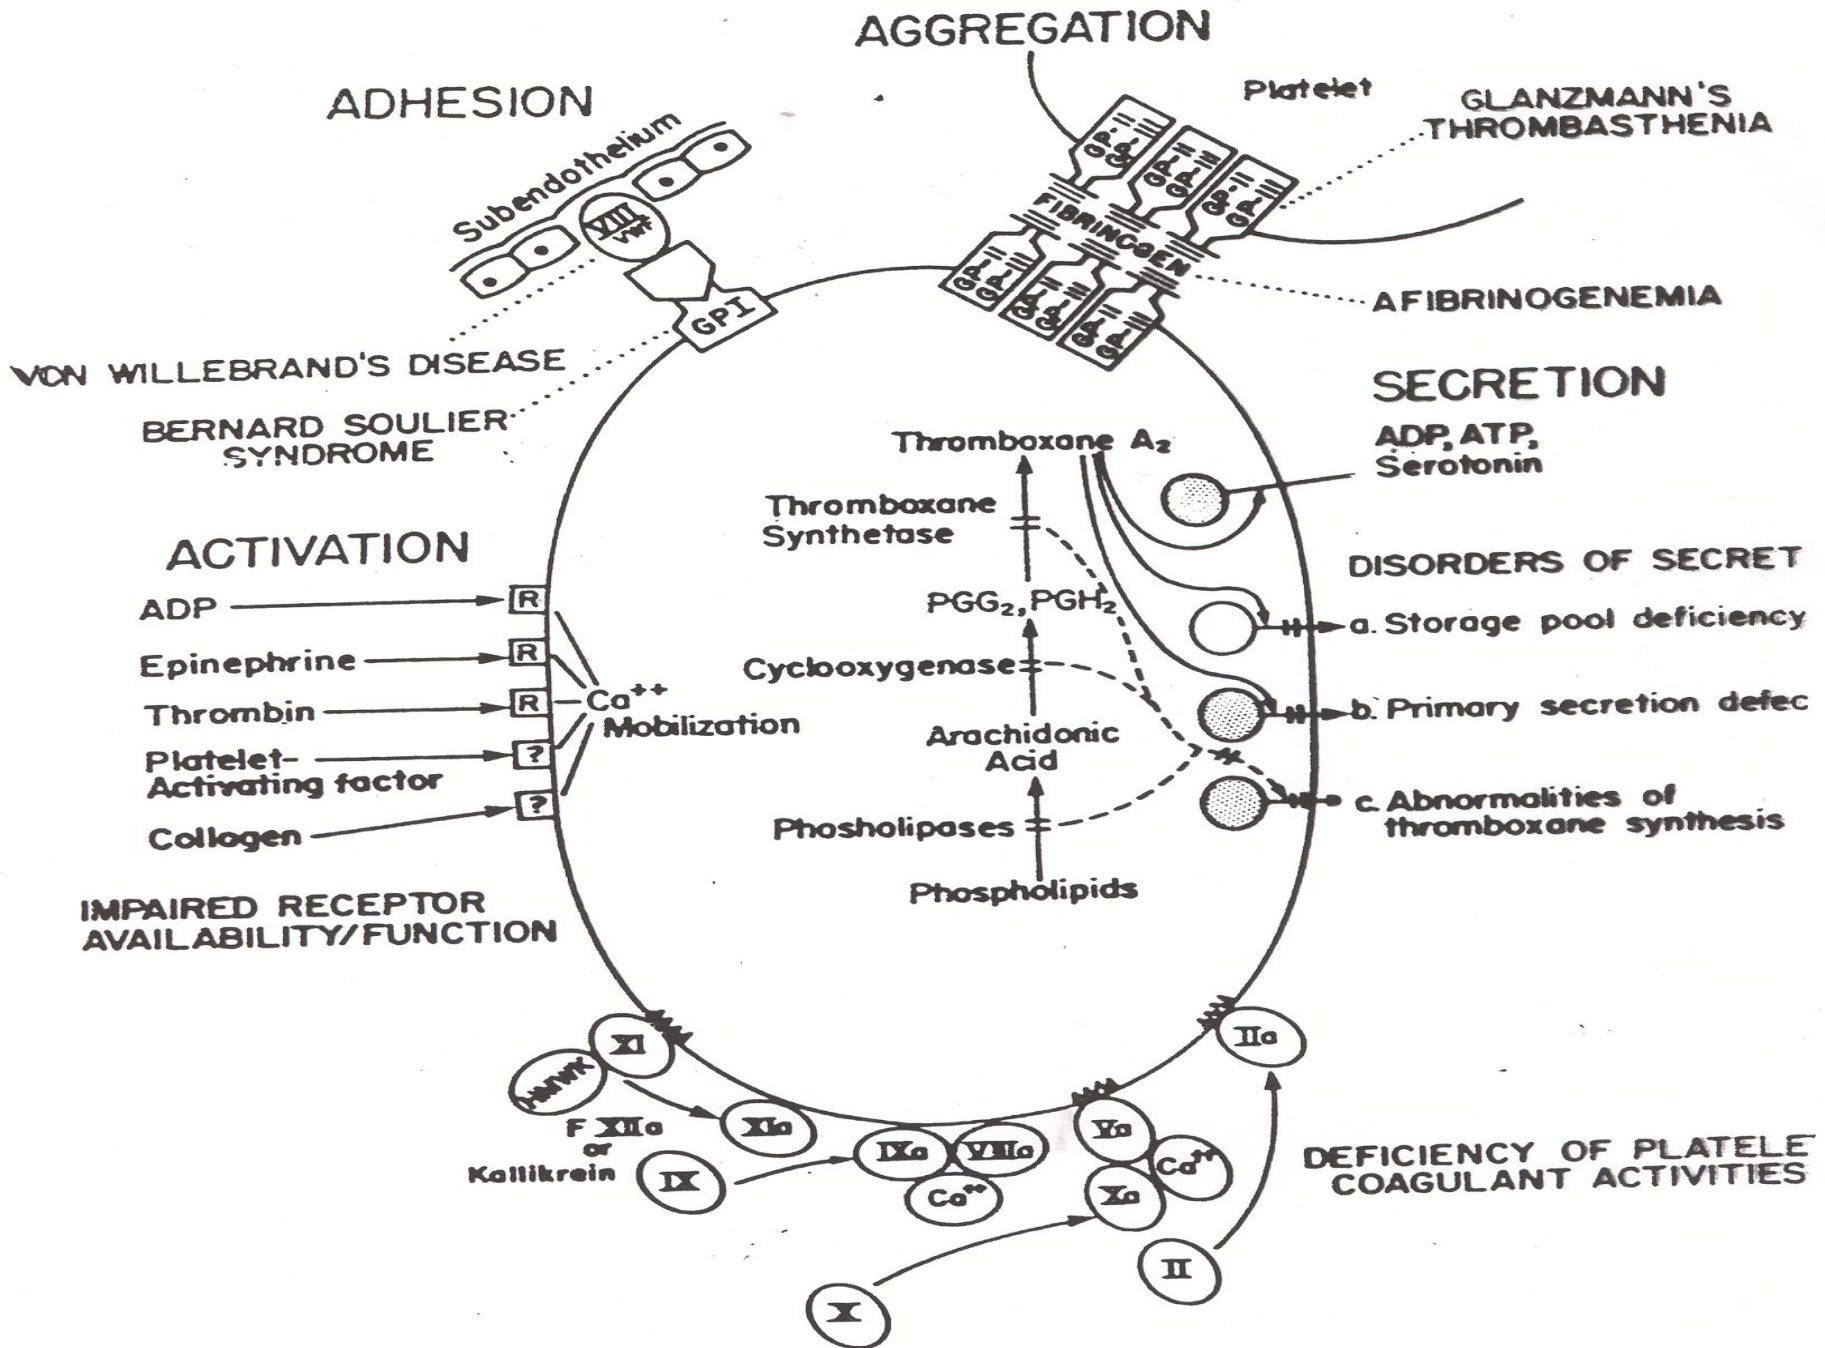 AGGREGATION
ADHESION
Platelet
GLANZMANN'S
THROMBASTHENIA
Subendothelium
VIII
VWF
GPI
FIBRINOGEN
AFIBRINOGENEMIA
VON WILLEBRAND'S DISEASE
BERNARD SOULIER
SYNDROME
SECRETION
ADP, ATP,
Serotonin
Thromboxane A2
Thromboxane
Synthetase
ACTIVATION
DISORDERS OF SECRET
ADP
R
PGG2, PGH2
a. Storage pool deficiency
Epinephrine
R
Cyclooxygenase
Thrombin
R
Ca++
Mobilization
b. Primary secretion defec
Platelet-
Activating factor
?
Arachidonic
Acid
Collagen
?
Phosholipases
c. Abnormalities of
thromboxane synthesis
Phospholipids
IMPAIRED RECEPTOR
AVAILABILITY/FUNCTION
XI
HMWK
F XIIa
or
Kallikrein
XIa
IX
IXa
VIIIa
Ca++
Va
Ca++
Xa
X
II
IIa
DEFICIENCY OF PLATELE
COAGULANT ACTIVITIES